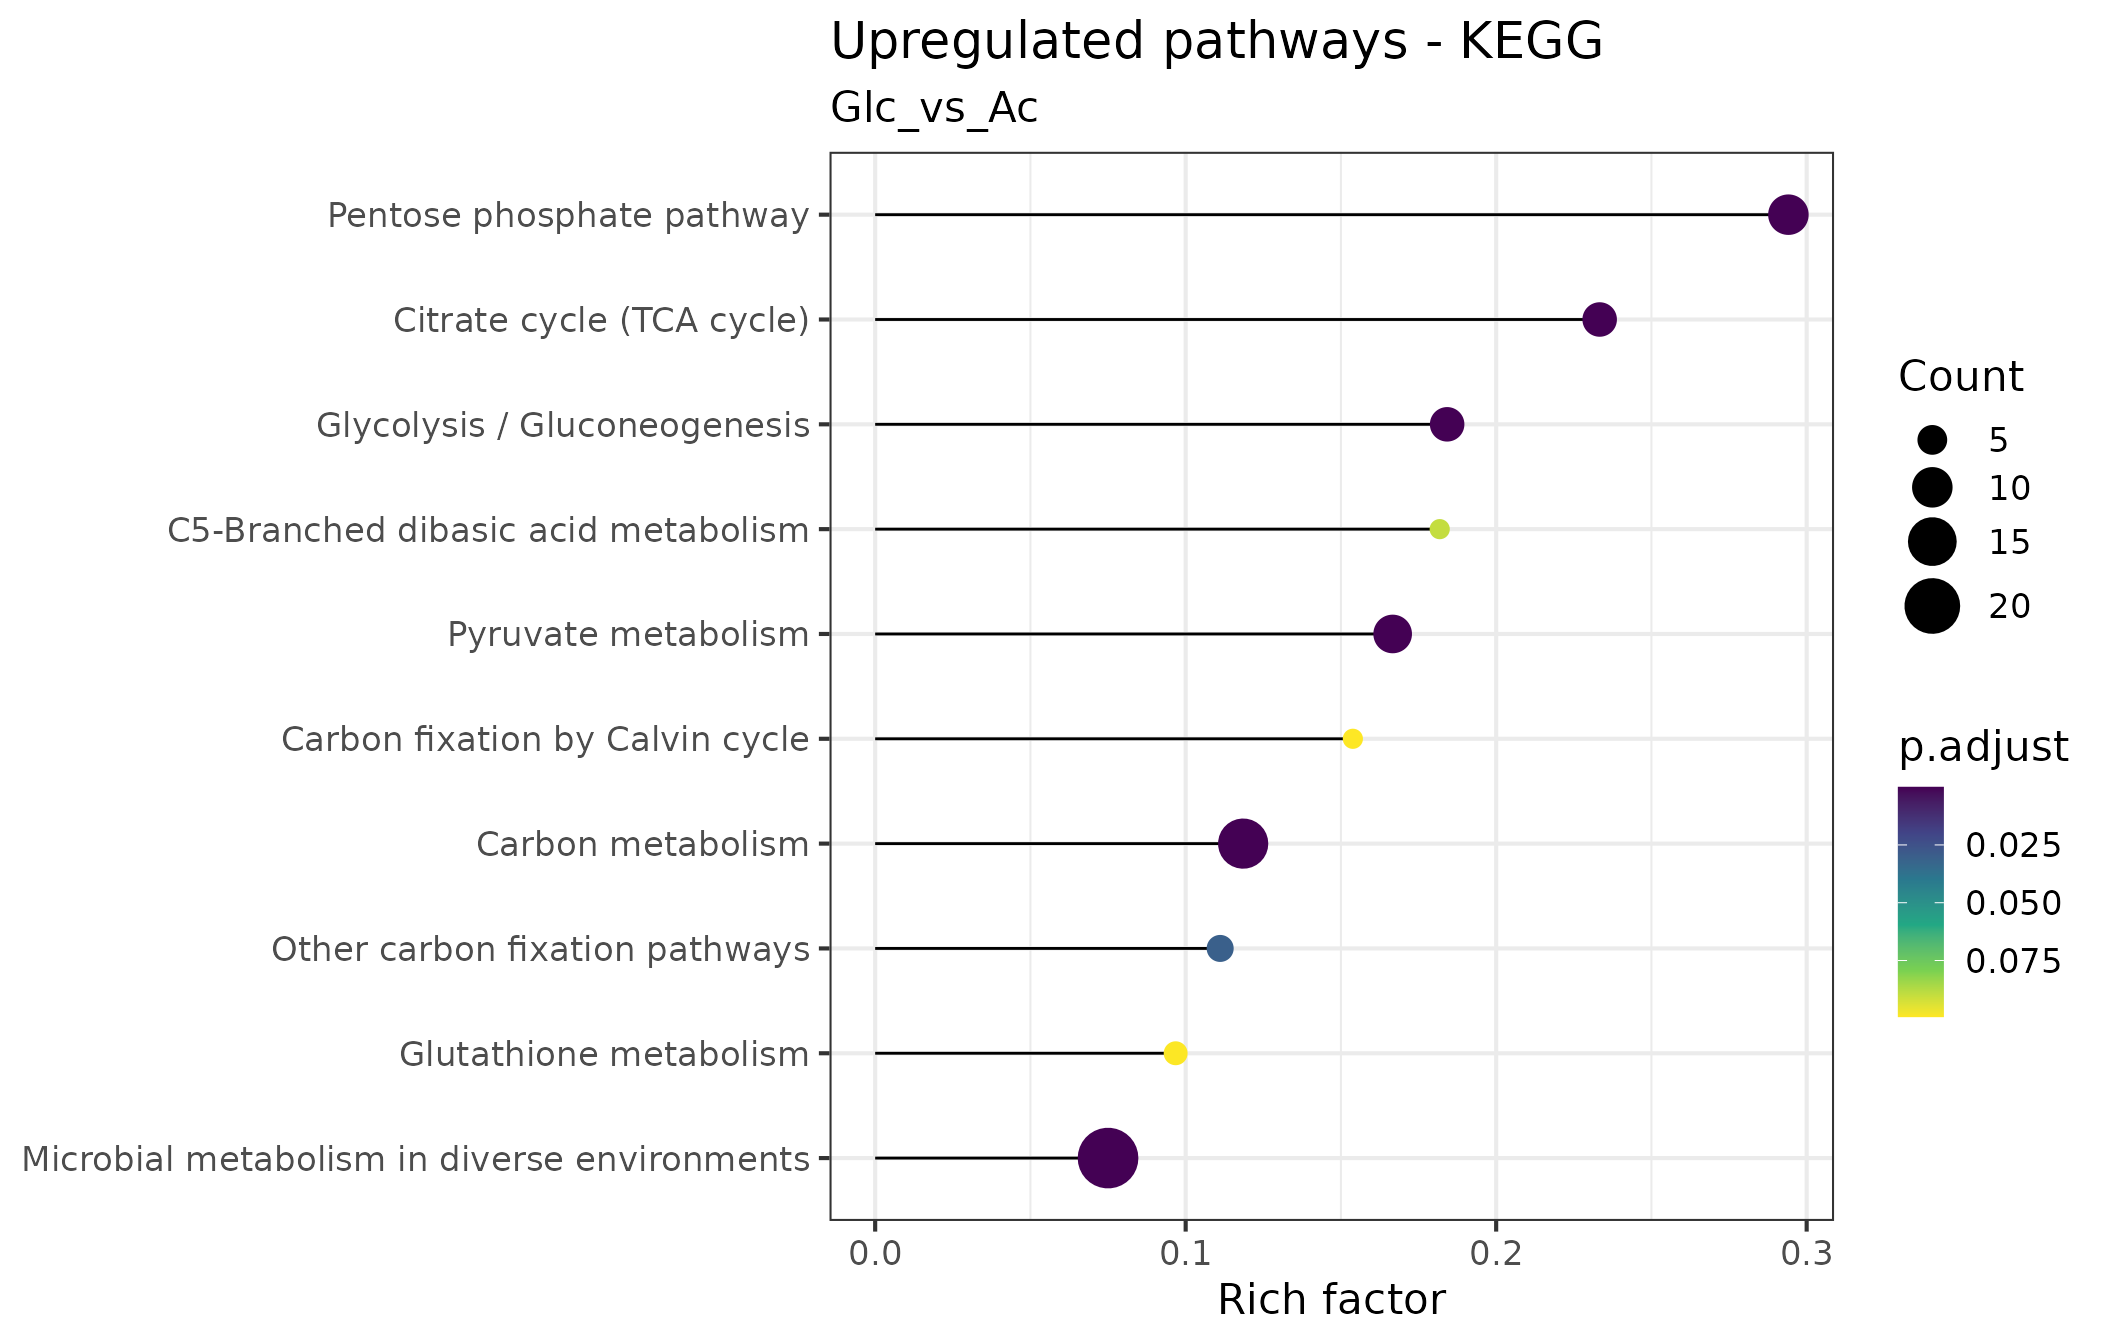 Upregulated pathways - KEGG
Glc_vs_Ac
Pentose phosphate pathway
Citrate cycle (TCA cycle)
Glycolysis / Gluconeogenesis
C5-Branched dibasic acid metabolism
Pyruvate metabolism
Carbon fixation by Calvin cycle
Carbon metabolism
Other carbon fixation pathways
Glutathione metabolism
Microbial metabolism in diverse environments
0.0 0.1 0.2 0.3
Rich factor
Count
5
10
15
20
p.adjust
0.025
0.050
0.075